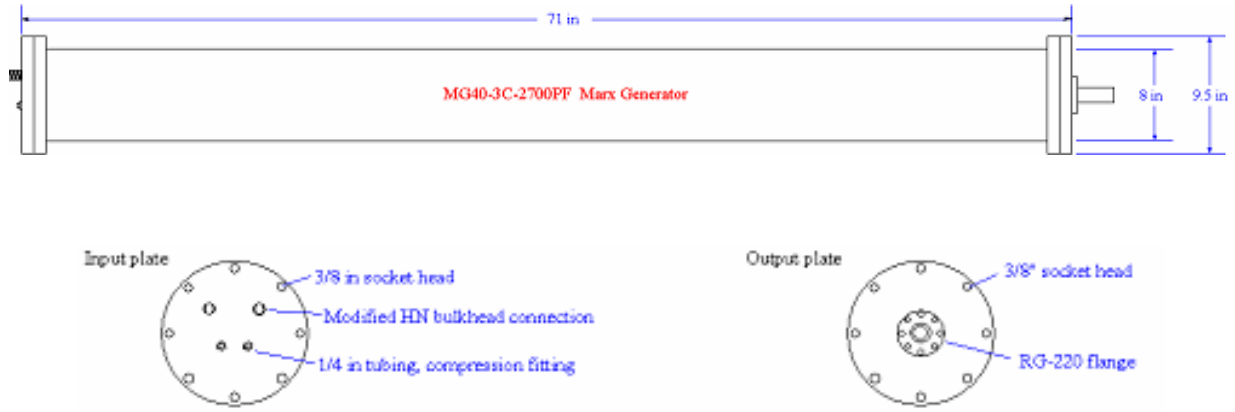 71 in
MG40-3C-2700PF Marx Generator
8 in
9.5 in
Input plate
3/8 in socket head
Modified HN bulkhead connection
1/4 in tubing, compression fitting
Output plate
3/8" socket head
RG-220 flange